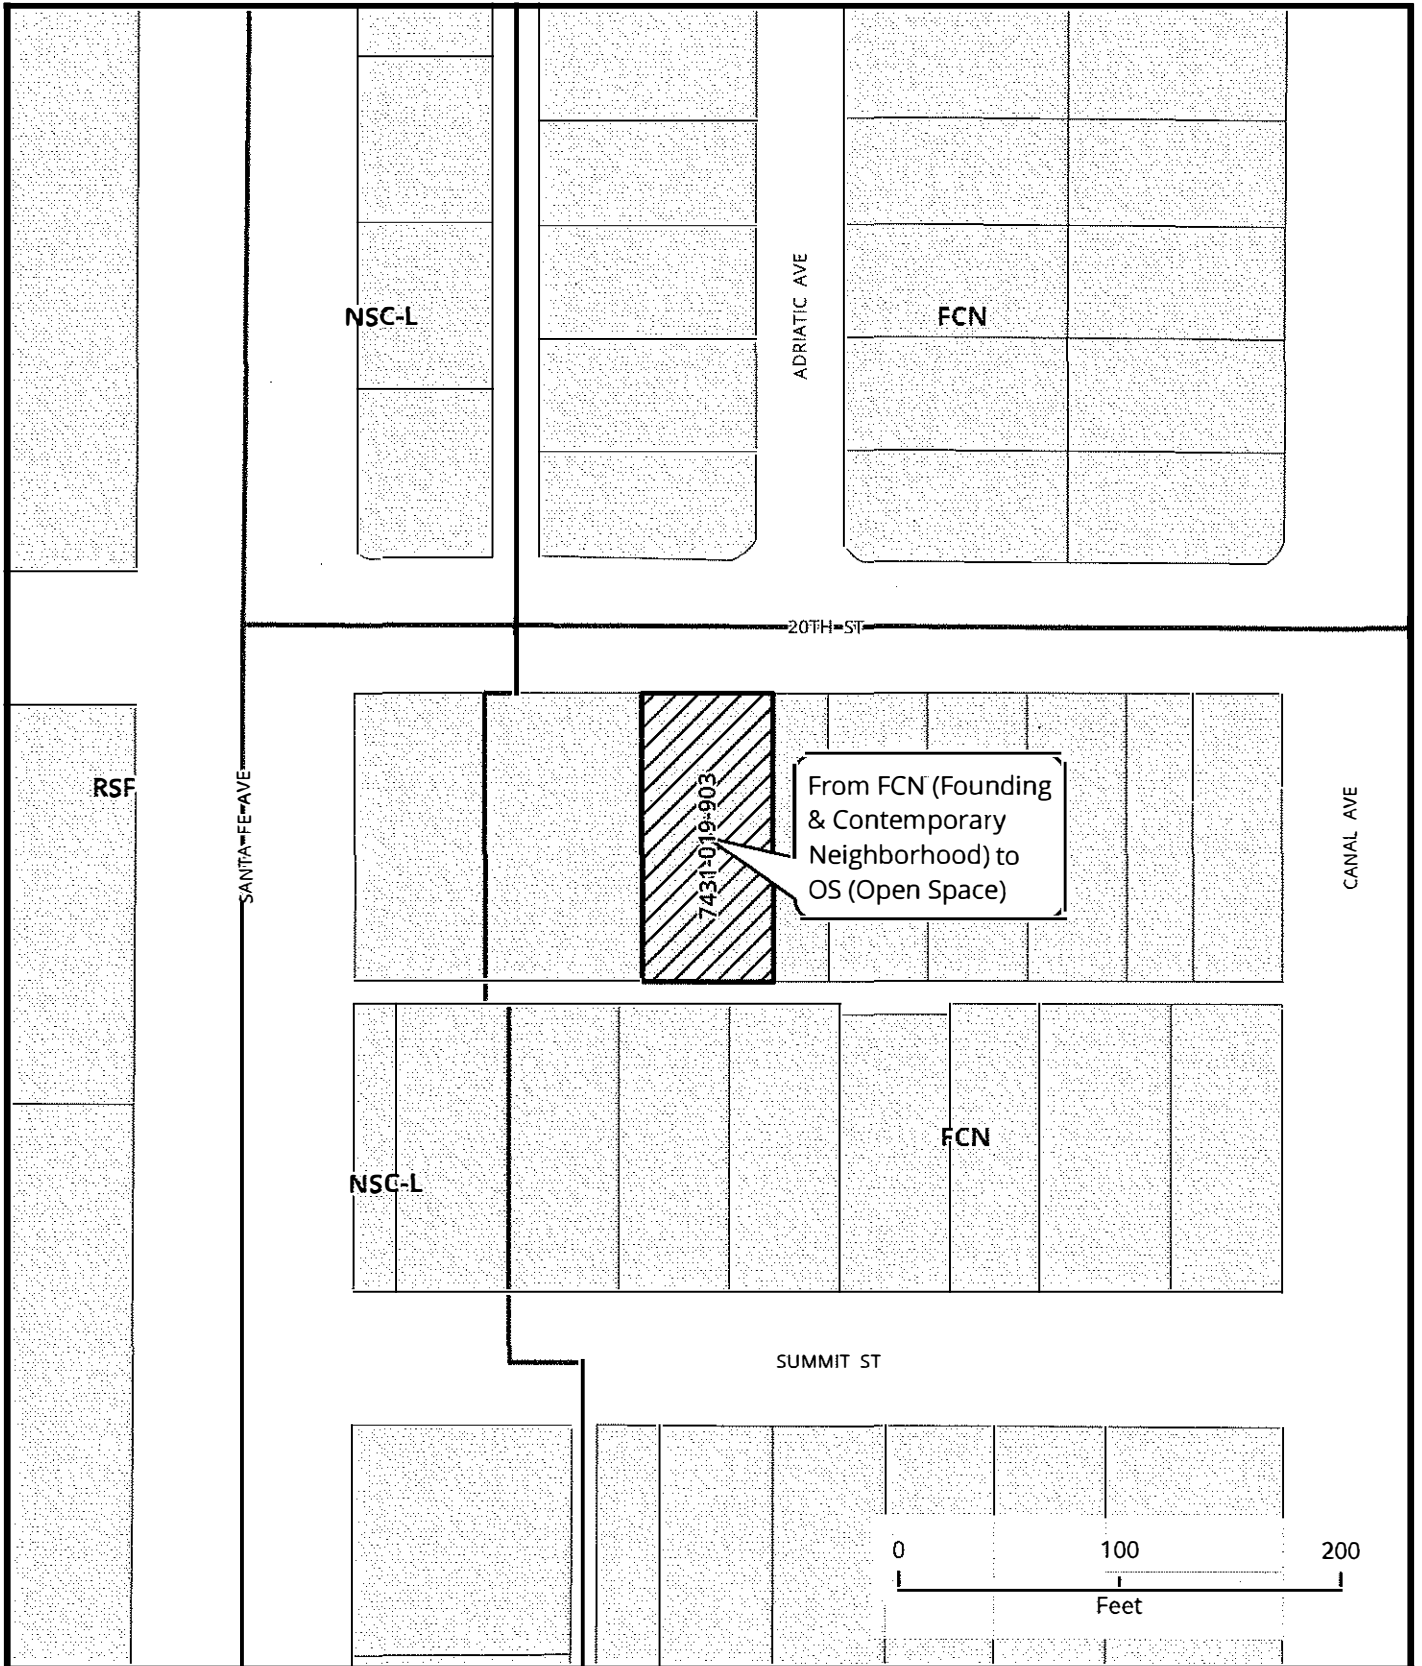 NSC-L
ADRIATIC AVE
FCN
20TH ST
RSF
SANTA FE AVE
7431-019-903
From FCN (Founding
& Contemporary
Neighborhood) to
OS (Open Space)
CANAL AVE
NSC-L
FCN
SUMMIT ST
0 100 200
Feet